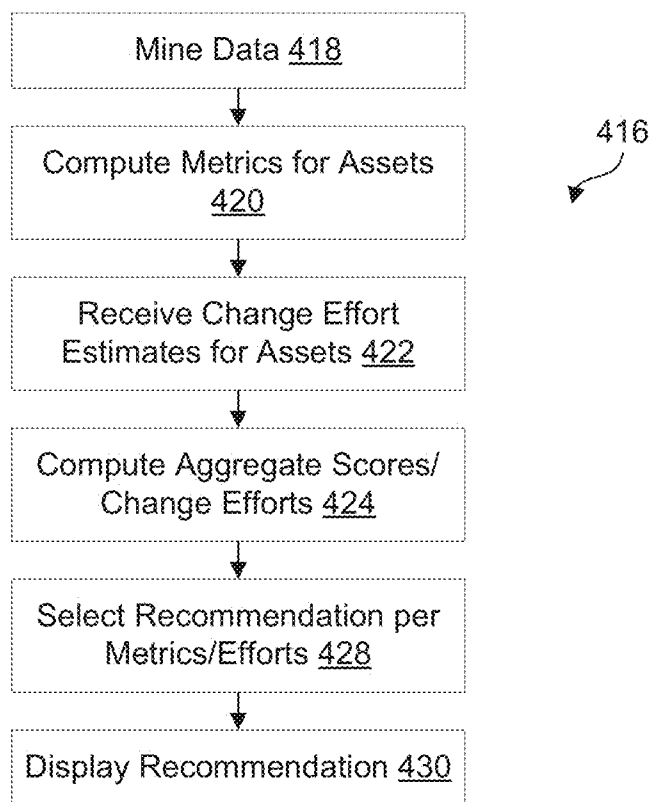 Mine Data 418
416
Compute Metrics for Assets
420
Receive Change Effort
Estimates for Assets 422
Compute Aggregate Scores/
Change Efforts 424
Select Recommendation per
Metrics/Efforts 428
Display Recommendation 430